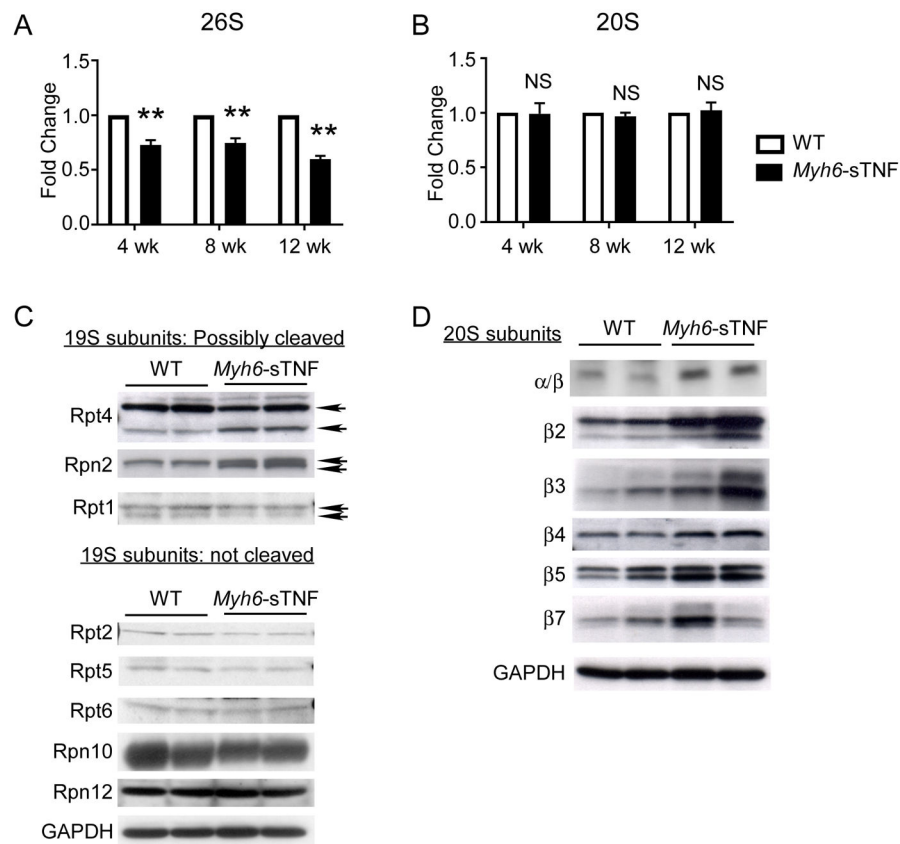 A
26S
Fold Change
1.5
1.0
0.5
0.0
**
**
**
4 wk
8 wk
12 wk
B
20S
Fold Change
1.5
1.0
0.5
0.0
NS
NS
NS
4 wk
8 wk
12 wk
WT
Myh6-sTNF
C
19S subunits: Possibly cleaved
WT Myh6-sTNF
Rpt4
Rpn2
Rpt1
19S subunits: not cleaved
WT Myh6-sTNF
Rpt2
Rpt5
Rpt6
Rpn10
Rpn12
GAPDH
D
20S subunits
WT Myh6-sTNF
α/β
β2
β3
β4
β5
β7
GAPDH